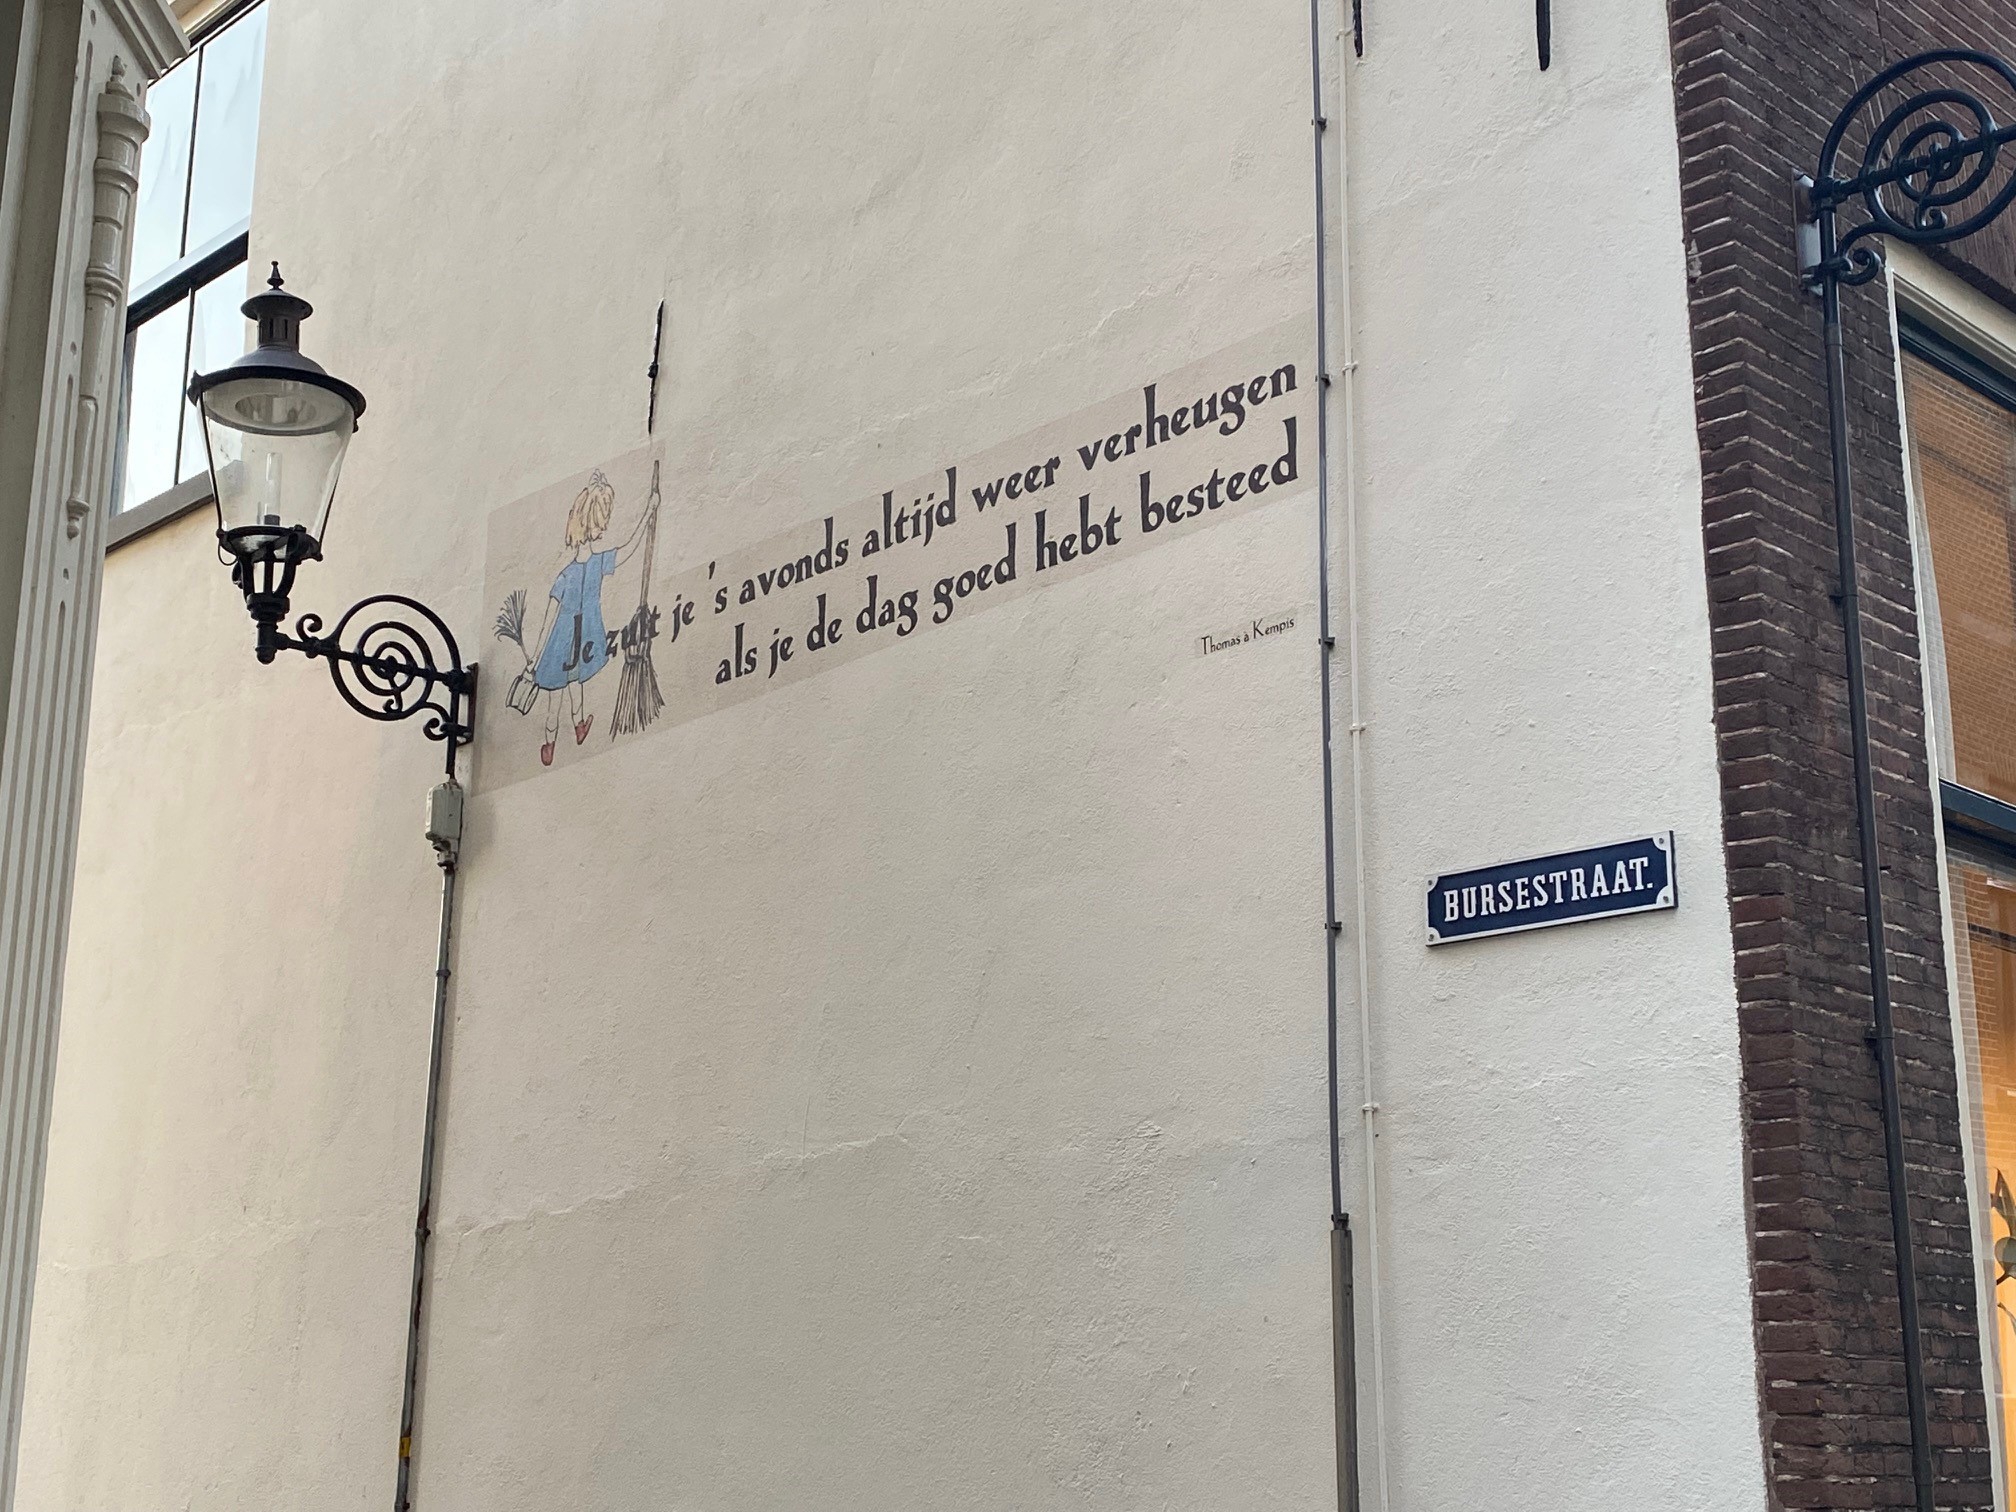 Je zult je 's avonds altijd weer verheugen
als je de dag goed hebt besteed
Thomas à Kempis
BURSESTRAAT.